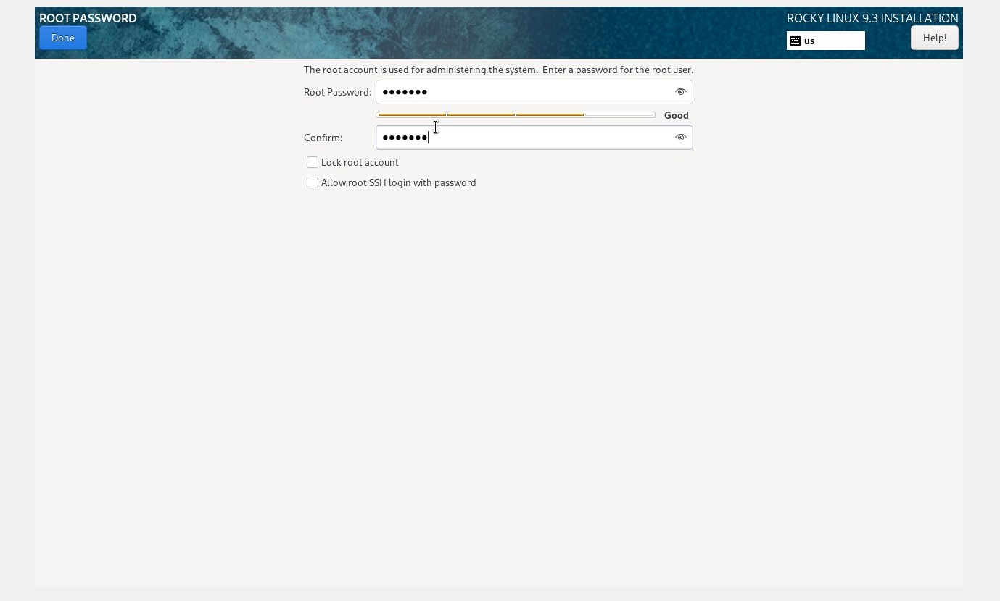 ROOT PASSWORD
ROCKY LINUX 9.3 INSTALLATION
Done
us
Help!
The root account is used for administering the system.  Enter a password for the root user.
Root Password: ●●●●●●●
Good
Confirm: ●●●●●●●
Lock root account
Allow root SSH login with password